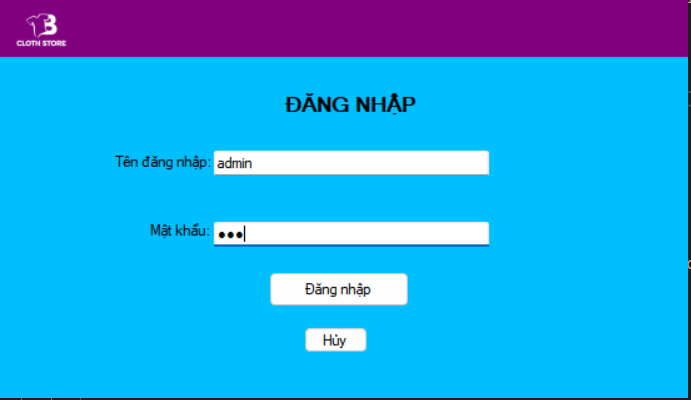 B
CLOTH STORE
ĐĂNG NHẬP
Tên đăng nhập: admin
Mật khẩu: •••
Đăng nhập
Hủy